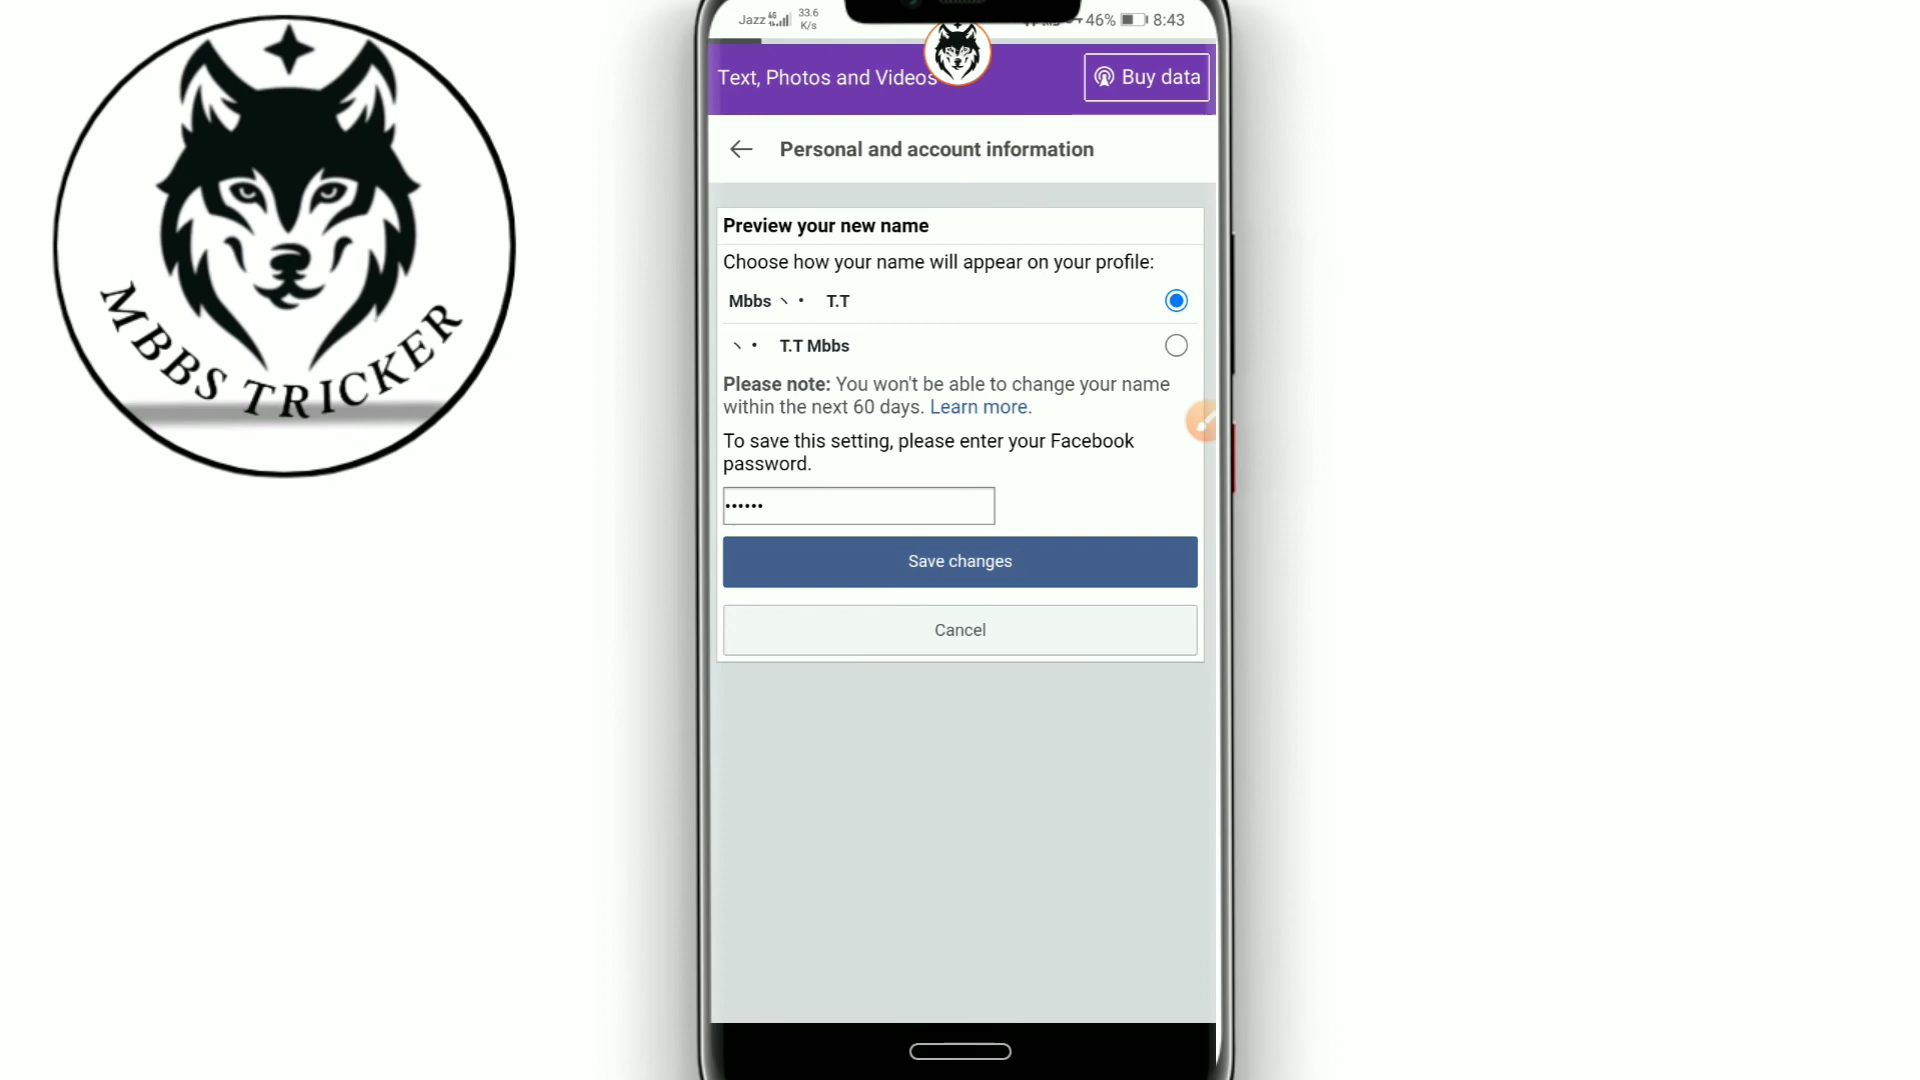 MBBS TRICKER
Jazz 4G 33.6 K/s
46% 8:43
Text, Photos and Videos
Buy data
Personal and account information
Preview your new name
Choose how your name will appear on your profile:
Mbbs ヽ • T.T
ヽ • T.T Mbbs
Please note: You won't be able to change your name
within the next 60 days. Learn more.
To save this setting, please enter your Facebook
password.
••••••
Save changes
Cancel